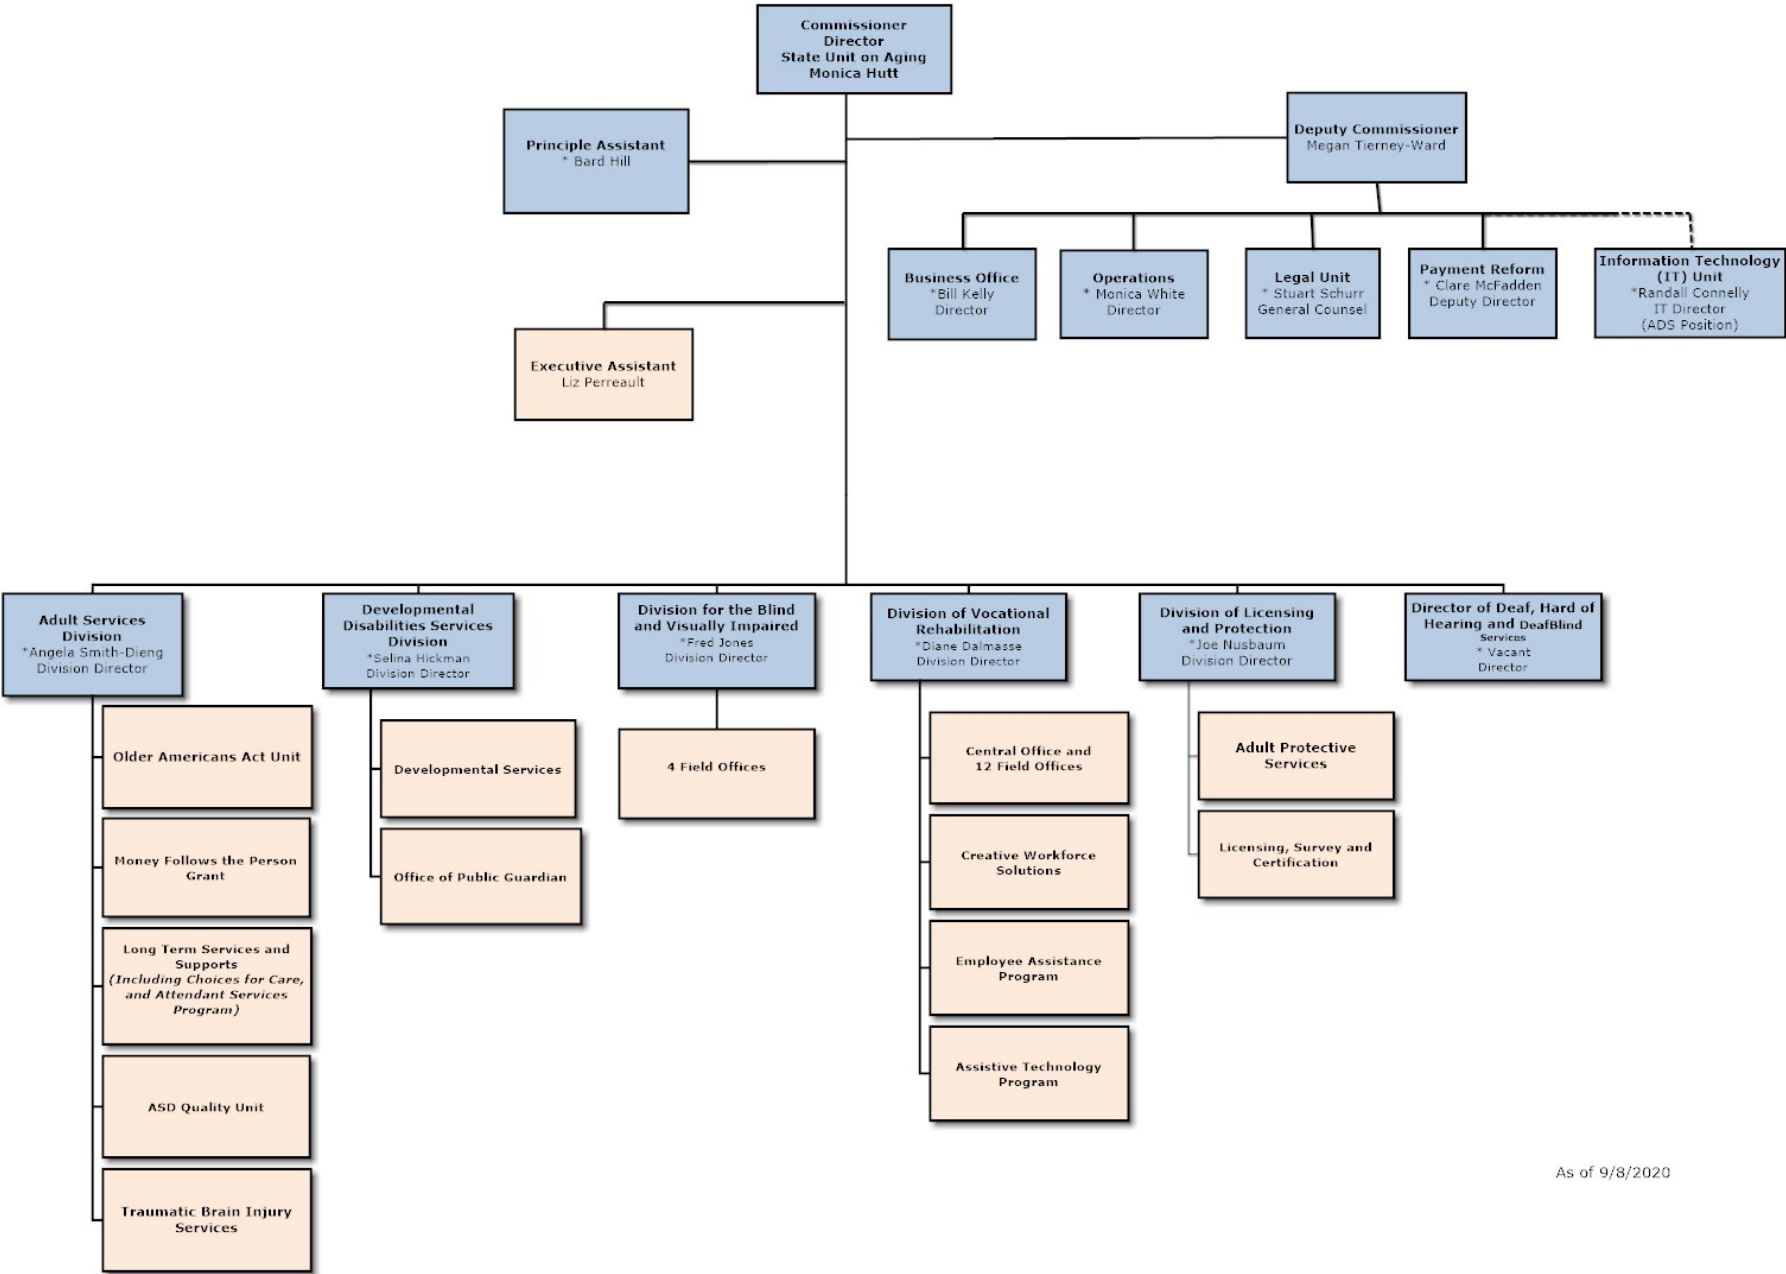 Commissioner
Director
State Unit on Aging
Monica Hutt
Principle Assistant
* Bard Hill
Deputy Commissioner
Megan Tierney-Ward
Business Office
*Bill Kelly
Director
Operations
* Monica White
Director
Legal Unit
* Stuart Schurr
General Counsel
Payment Reform
* Clare McFadden
Deputy Director
Information Technology
(IT) Unit
*Randall Connelly
IT Director
(ADS Position)
Executive Assistant
Liz Perreault
Adult Services
Division
*Angela Smith-Dieng
Division Director
Developmental
Disabilities Services
Division
*Selina Hickman
Division Director
Division for the Blind
and Visually Impaired
*Fred Jones
Division Director
Division of Vocational
Rehabilitation
*Diane Dalmasse
Division Director
Division of Licensing
and Protection
*Joe Nusbaum
Division Director
Director of Deaf, Hard of
Hearing and DeafBlind
Services
* Vacant
Director
Older Americans Act Unit
Money Follows the Person
Grant
Long Term Services and
Supports
(Including Choices for Care,
and Attendant Services
Program)
ASD Quality Unit
Traumatic Brain Injury
Services
Developmental Services
Office of Public Guardian
4 Field Offices
Central Office and
12 Field Offices
Creative Workforce
Solutions
Employee Assistance
Program
Assistive Technology
Program
Adult Protective
Services
Licensing, Survey and
Certification
As of 9/8/2020